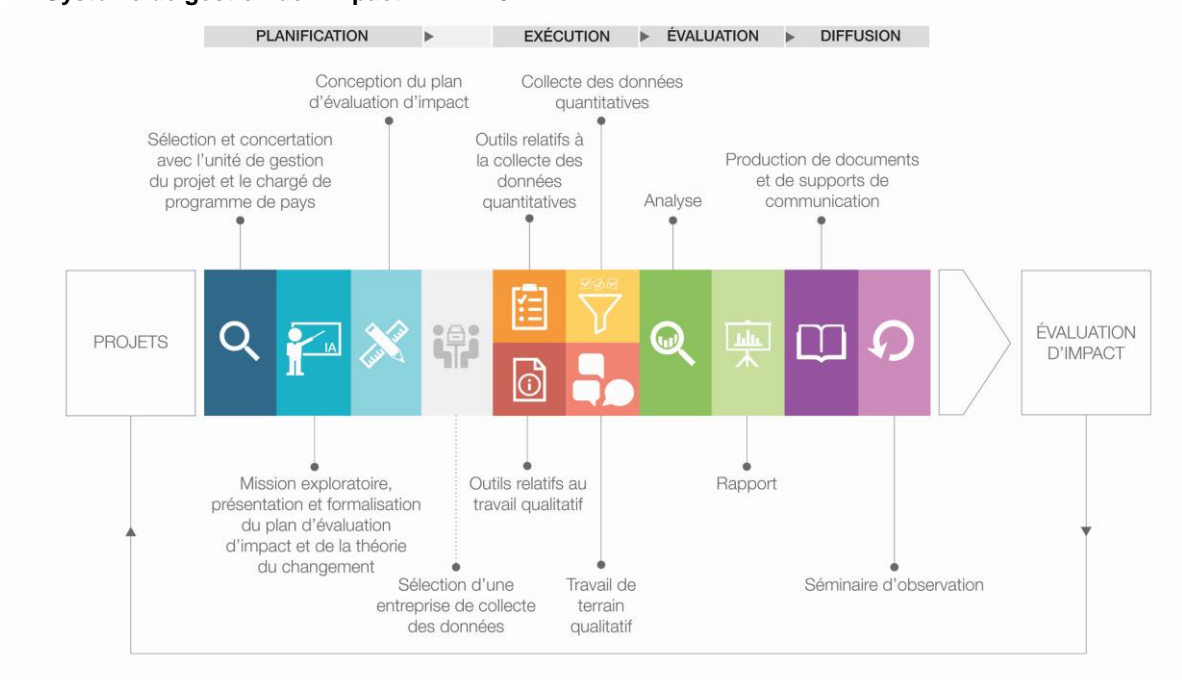 PLANIFICATION
EXÉCUTION
ÉVALUATION
DIFFUSION
Conception du plan
d'évaluation d'impact
Collecte des données
quantitatives
Sélection et concertation
avec l'unité de gestion
du projet et le chargé de
programme de pays
Outils relatifs à
la collecte des
données
quantitatives
Analyse
Production de documents
et de supports de
communication
PROJETS
IA
ÉVALUATION
D'IMPACT
Mission exploratoire,
présentation et formalisation
du plan d'évaluation
d'impact et de la théorie
du changement
Outils relatifs au
travail qualitatif
Rapport
Sélection d'une
entreprise de collecte
des données
Travail de
terrain
qualitatif
Séminaire d'observation